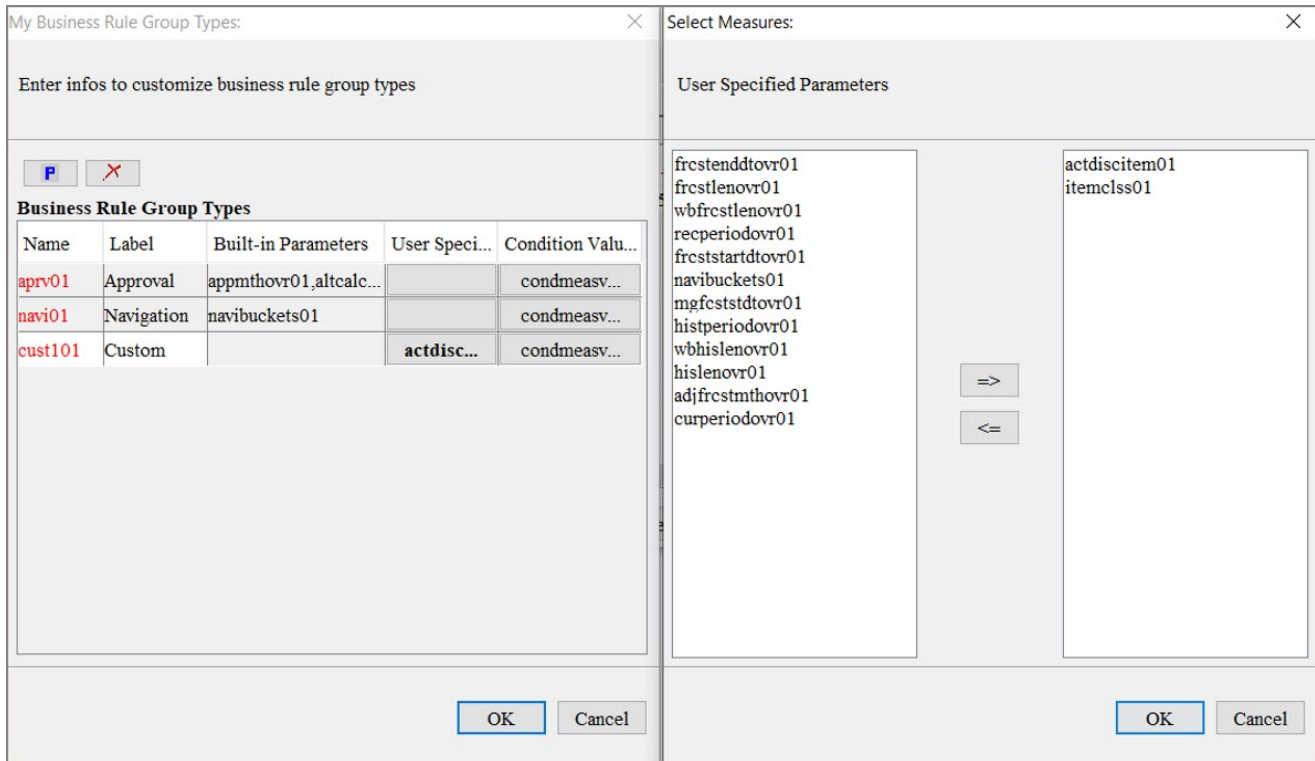 My Business Rule Group Types:
Enter infos to customize business rule group types
P
Business Rule Group Types
Name Label Built-in Parameters User Speci... Condition Valu...
aprv01 Approval appmthovr01,altcalc... condmeasv...
navi01 Navigation navibuckets01 condmeasv...
cust101 Custom actdisc... condmeasv...
OK Cancel
Select Measures:
User Specified Parameters
frcstenddtovr01
frcstlenovr01
wbfrcstlenovr01
recperiodovr01
frcststartdtovr01
navibuckets01
mgfcststdtovr01
histperiodovr01
wbhislenovr01
hislenovr01
adjfrcstmthovr01
curperiodovr01
=>
<=
actdiscitem01
itemclss01
OK Cancel